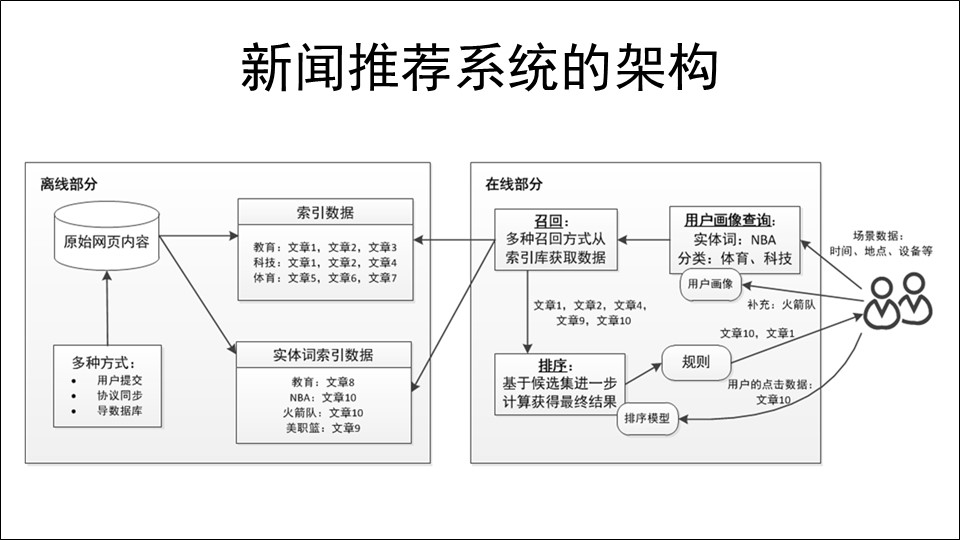 新闻推荐系统的架构
离线部分
原始网页内容
多种方式：
• 用户提交
• 协议同步
• 导数据库
索引数据
教育：文章1，文章2，文章3
科技：文章1，文章2，文章4
体育：文章5，文章6，文章7
实体词索引数据
教育：文章8
NBA：文章10
火箭队：文章10
美职篮：文章9
在线部分
召回：
多种召回方式从
索引库获取数据
用户画像查询：
实体词：NBA
分类：体育、科技
用户画像
场景数据：
时间、地点、设备等
补充：火箭队
文章1，文章2，文章4，
文章9，文章10
文章10，文章1
排序：
基于候选集进一步
计算获得最终结果
规则
排序模型
用户的点击数据：
文章10